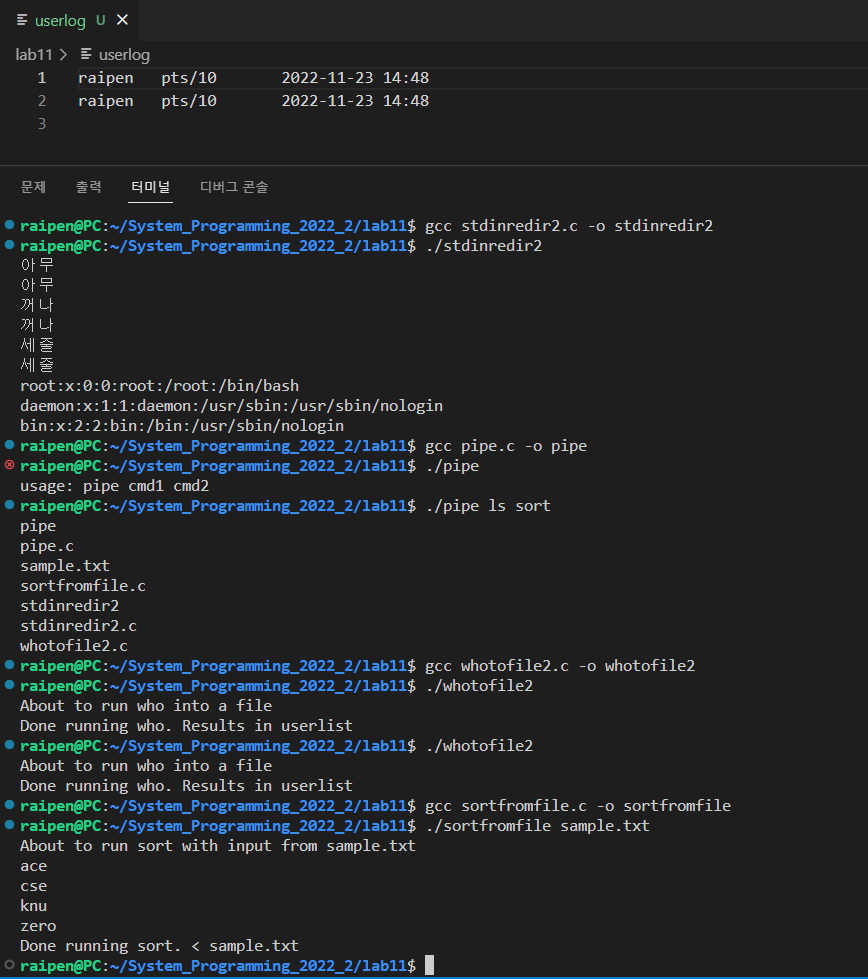 userlog U
lab11 > userlog
1 raipen pts/10 2022-11-23 14:48
2 raipen pts/10 2022-11-23 14:48
3
문제 출력 터미널 디버그 콘솔
raipen@PC:~/System_Programming_2022_2/lab11$ gcc stdinredir2.c -o stdinredir2
raipen@PC:~/System_Programming_2022_2/lab11$ ./stdinredir2
아무
아무
꺼나
꺼나
세줄
세줄
root:x:0:0:root:/root:/bin/bash
daemon:x:1:1:daemon:/usr/sbin:/usr/sbin/nologin
bin:x:2:2:bin:/bin:/usr/sbin/nologin
raipen@PC:~/System_Programming_2022_2/lab11$ gcc pipe.c -o pipe
raipen@PC:~/System_Programming_2022_2/lab11$ ./pipe
usage: pipe cmd1 cmd2
raipen@PC:~/System_Programming_2022_2/lab11$ ./pipe ls sort
pipe
pipe.c
sample.txt
sortfromfile.c
stdinredir2
stdinredir2.c
whotofile2.c
raipen@PC:~/System_Programming_2022_2/lab11$ gcc whotofile2.c -o whotofile2
raipen@PC:~/System_Programming_2022_2/lab11$ ./whotofile2
About to run who into a file
Done running who. Results in userlist
raipen@PC:~/System_Programming_2022_2/lab11$ ./whotofile2
About to run who into a file
Done running who. Results in userlist
raipen@PC:~/System_Programming_2022_2/lab11$ gcc sortfromfile.c -o sortfromfile
raipen@PC:~/System_Programming_2022_2/lab11$ ./sortfromfile sample.txt
About to run sort with input from sample.txt
ace
cse
knu
zero
Done running sort. < sample.txt
raipen@PC:~/System_Programming_2022_2/lab11$